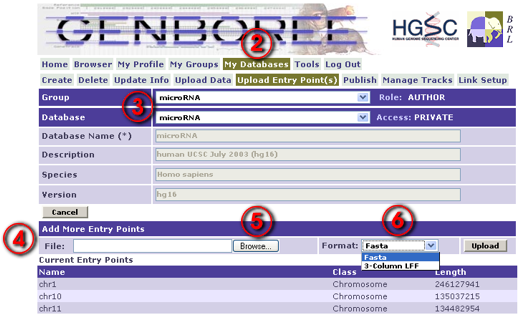 GENBOREE
HGSC
HUMAN GENOME SEQUENCING CENTER
BRL
2
Home Browser My Profile My Groups My Databases Tools Log Out
Create Delete Update Info Upload Data Upload Entry Point(s) Publish Manage Tracks Link Setup
Group microRNA Role: AUTHOR
3
Database microRNA Access: PRIVATE
Database Name (*) microRNA
Description human UCSC July 2003 (hg16)
Species Homo sapiens
Version hg16
Cancel
5
6
Add More Entry Points
4
File: Browse... Format: Fasta Upload
Fasta
3-Column LFF
Current Entry Points
Name Class Length
chr1 Chromosome 246127941
chr10 Chromosome 135037215
chr11 Chromosome 134482954